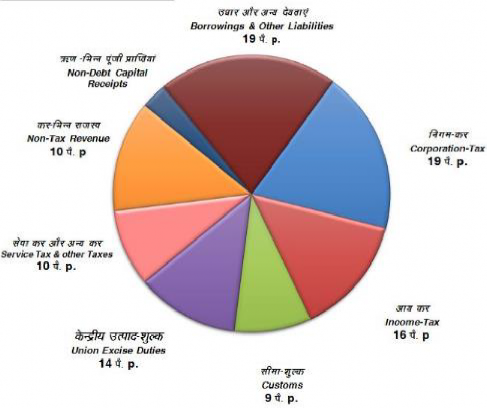 उधार और अन्य देयताएं
Borrowings & Other Liabilities
19 पै. p.
ऋण-भिन्न पूंजी प्राप्तियां
Non-Debt Capital
Receipts
कर-भिन्न राजस्व
Non-Tax Revenue
10 पै. p
निगम-कर
Corporation-Tax
19 पै. p.
सेवा कर और अन्य कर
Service Tax & other Taxes
10 पै. p.
आय कर
Income-Tax
16 पै. p
केन्द्रीय उत्पाद-शुल्क
Union Excise Duties
14 पै. p.
सीमा-शुल्क
Customs
9 पै. p.